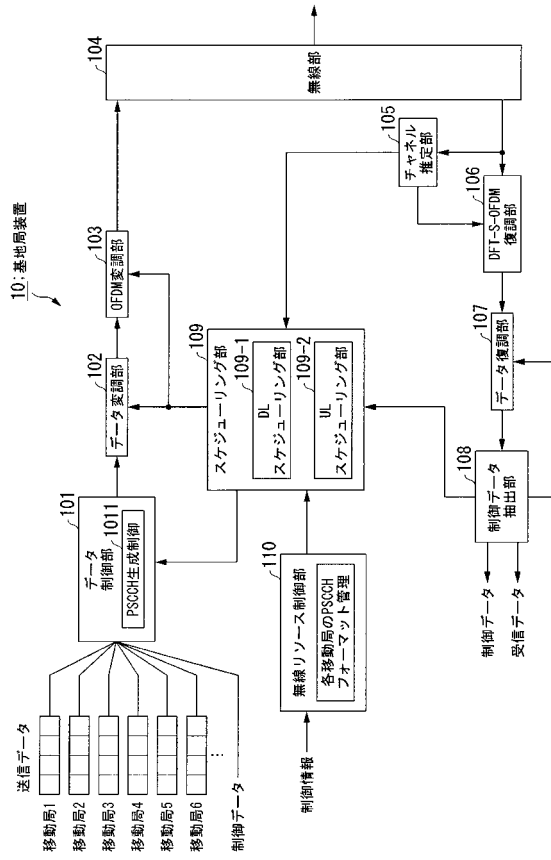 10;基地局装置
送信データ
移動局1
移動局2
移動局3
移動局4
移動局5
移動局6
⋮
制御データ
101
データ
制御部
1011
PSCCH生成制御
102
データ変調部
103
OFDM変調部
104
無線部
105
チャネル
推定部
106
DFT-S-OFDM
復調部
107
データ復調部
108
制御データ
抽出部
制御データ
受信データ
109
スケジューリング部
109-1
DL
スケジューリング部
109-2
UL
スケジューリング部
110
無線リソース制御部
各移動局のPSCCH
フォーマット管理
制御情報